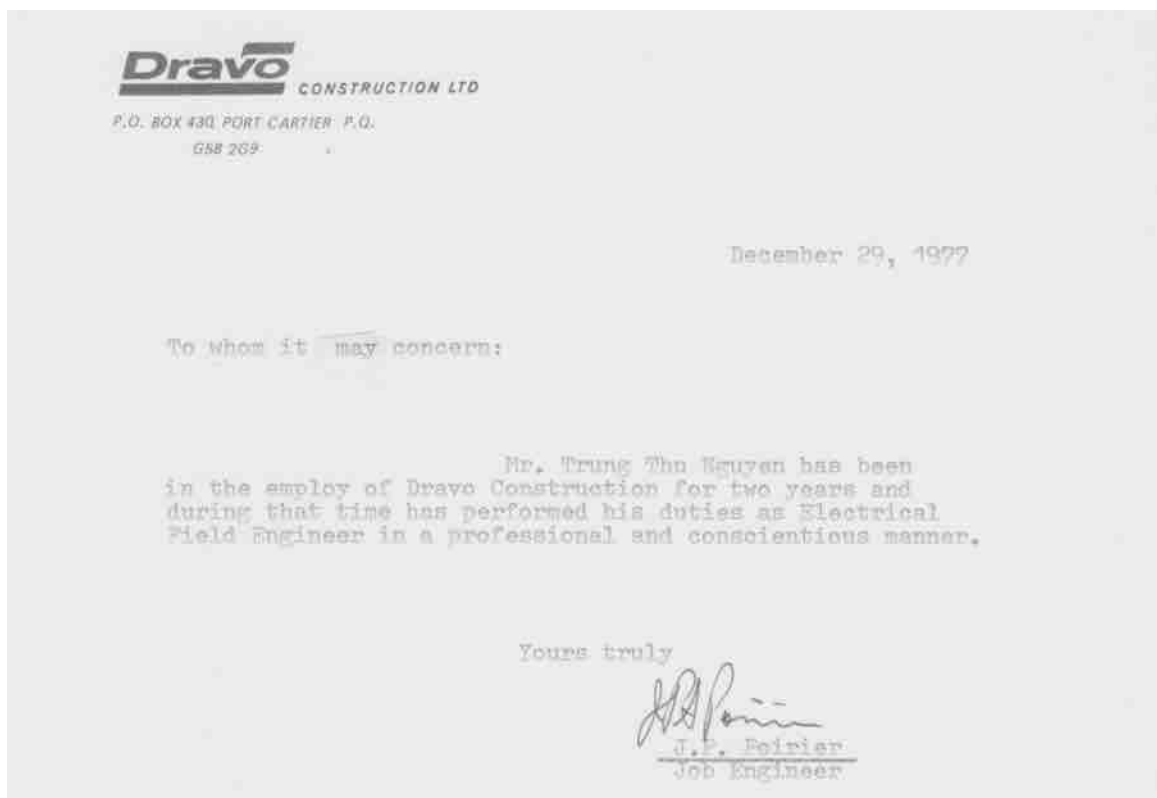 Dravo
CONSTRUCTION LTD
P.O. BOX 430, PORT CARTIER P.Q.
G5B 2G9
December 29, 1977
To whom it may concern:
Mr. Trung Thu Nguyen has been
in the employ of Dravo Construction for two years and
during that time has performed his duties as Electrical
Field Engineer in a professional and conscientious manner.
Yours truly
J.P. Poirier
Job Engineer